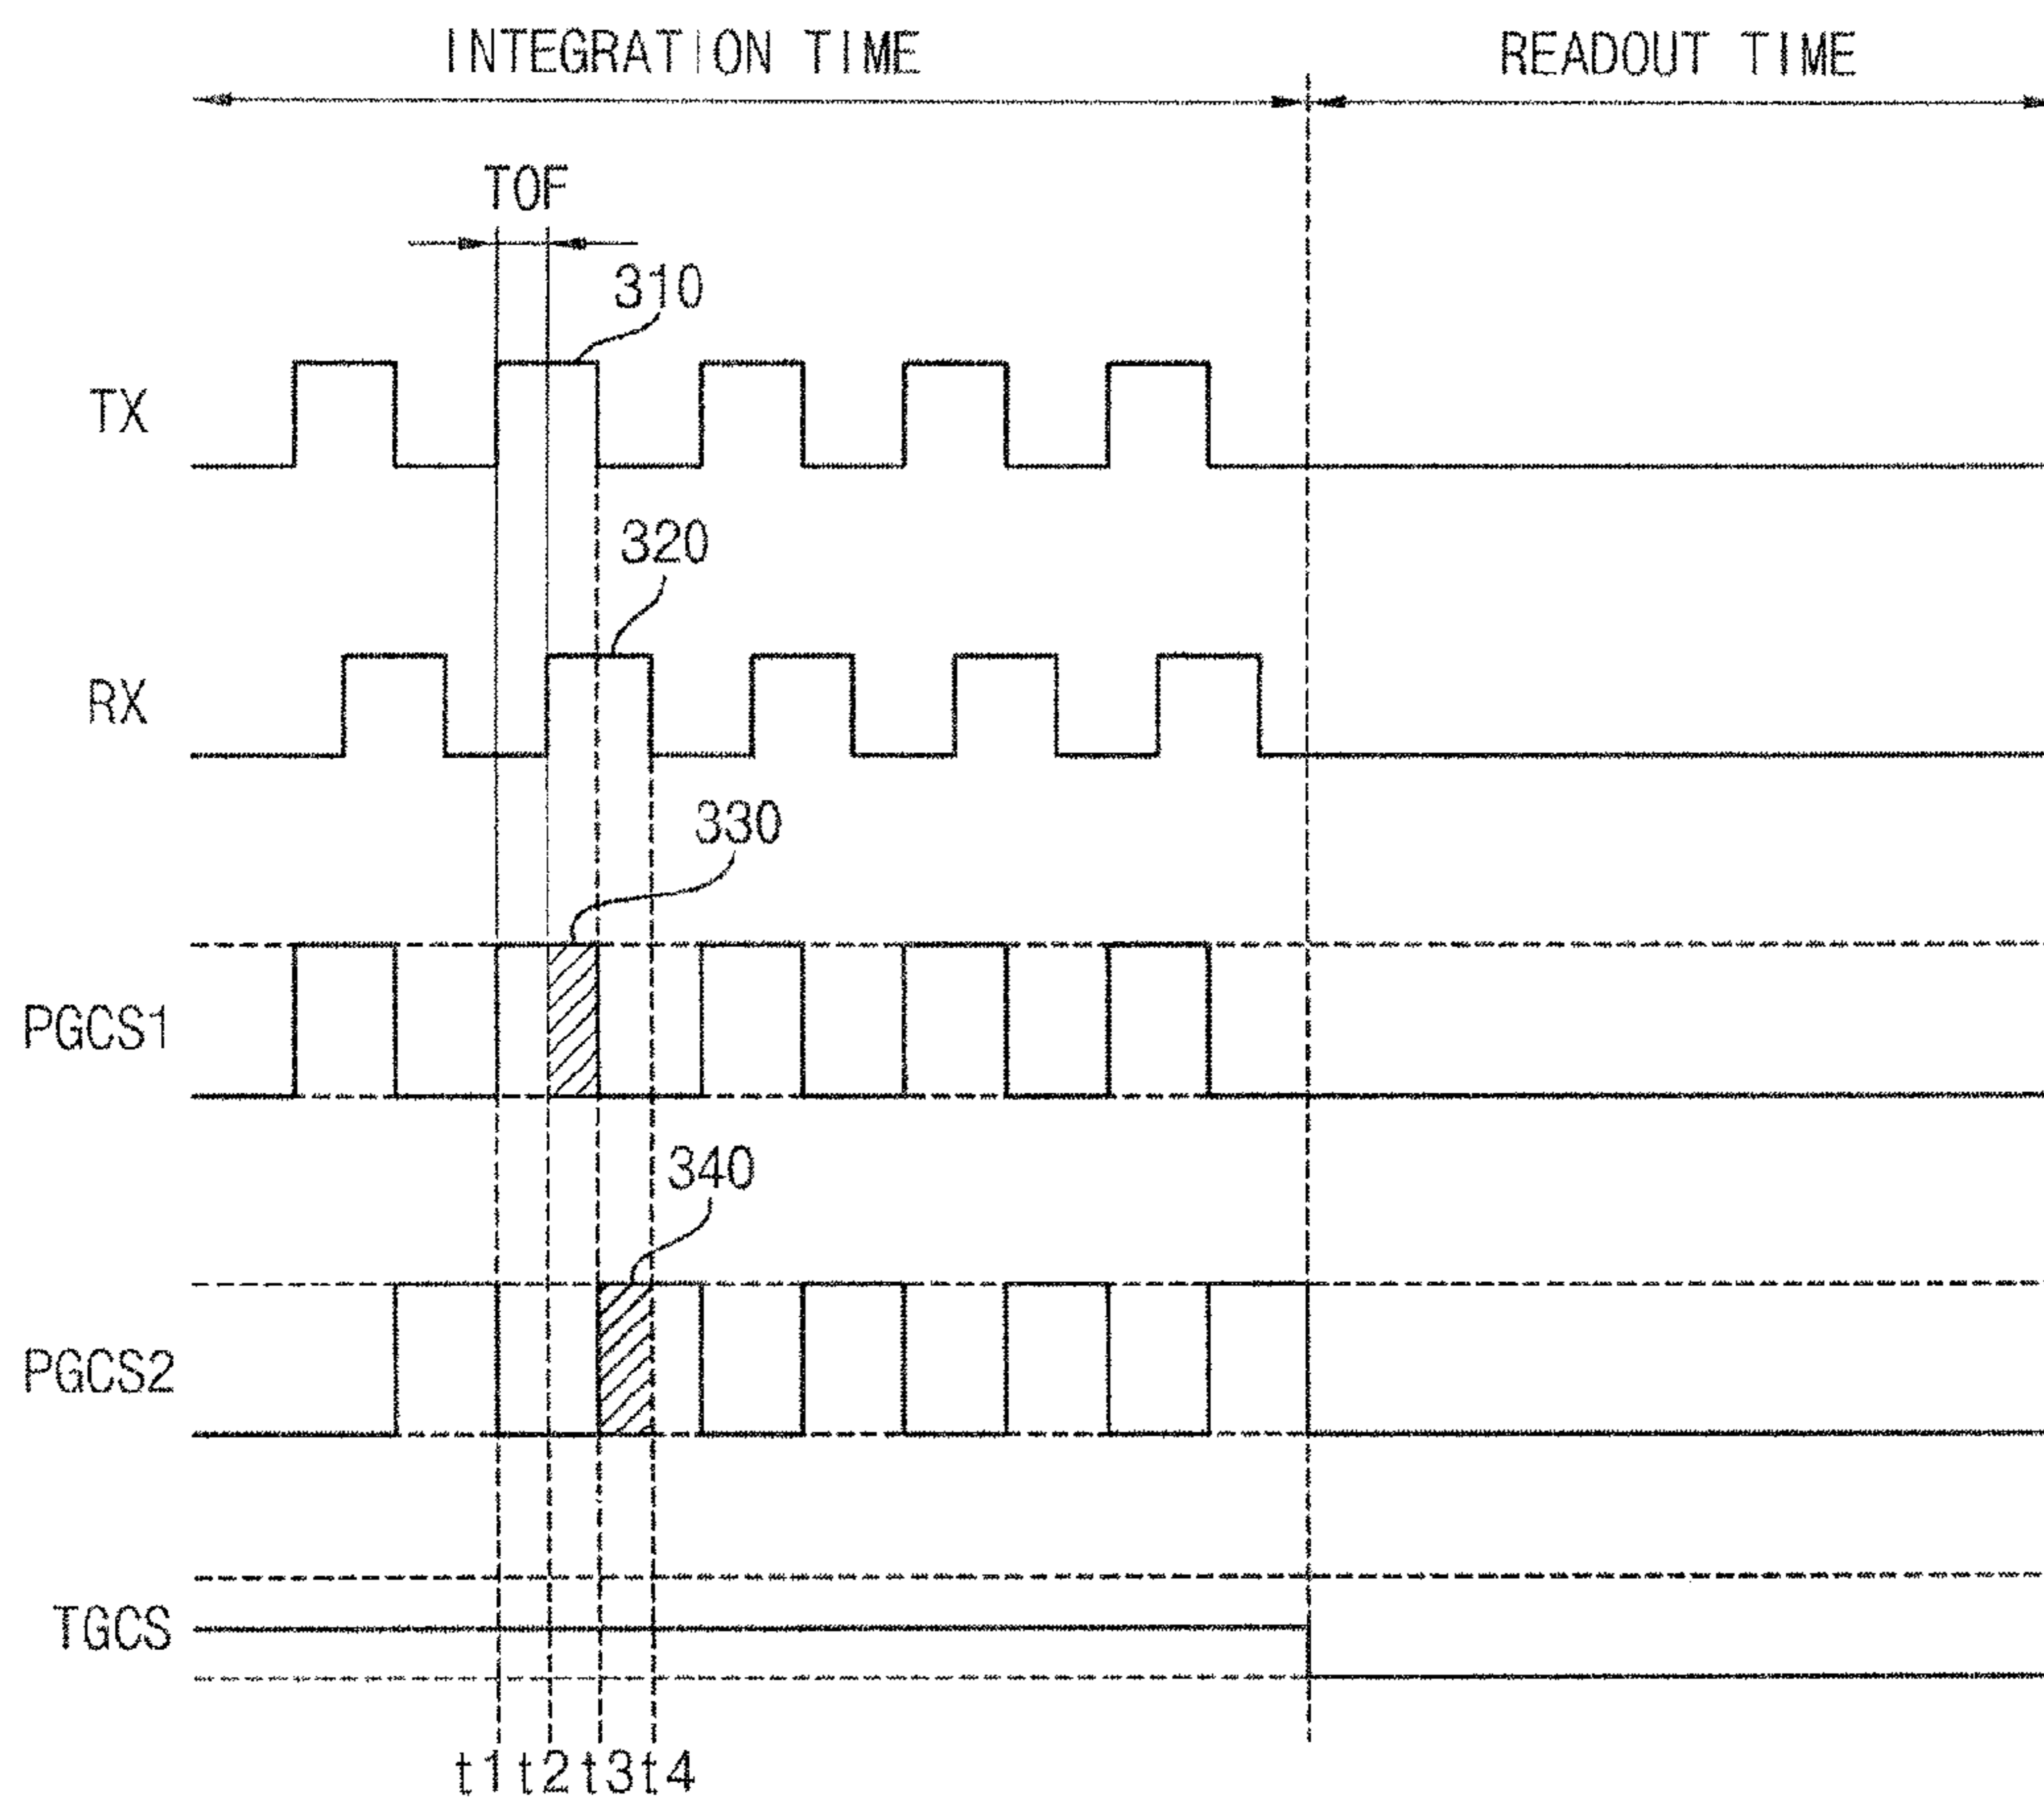 INTEGRATION TIME
READOUT TIME
TOF
310
TX
320
RX
330
PGCS1
340
PGCS2
TGCS
t1 t2 t3 t4